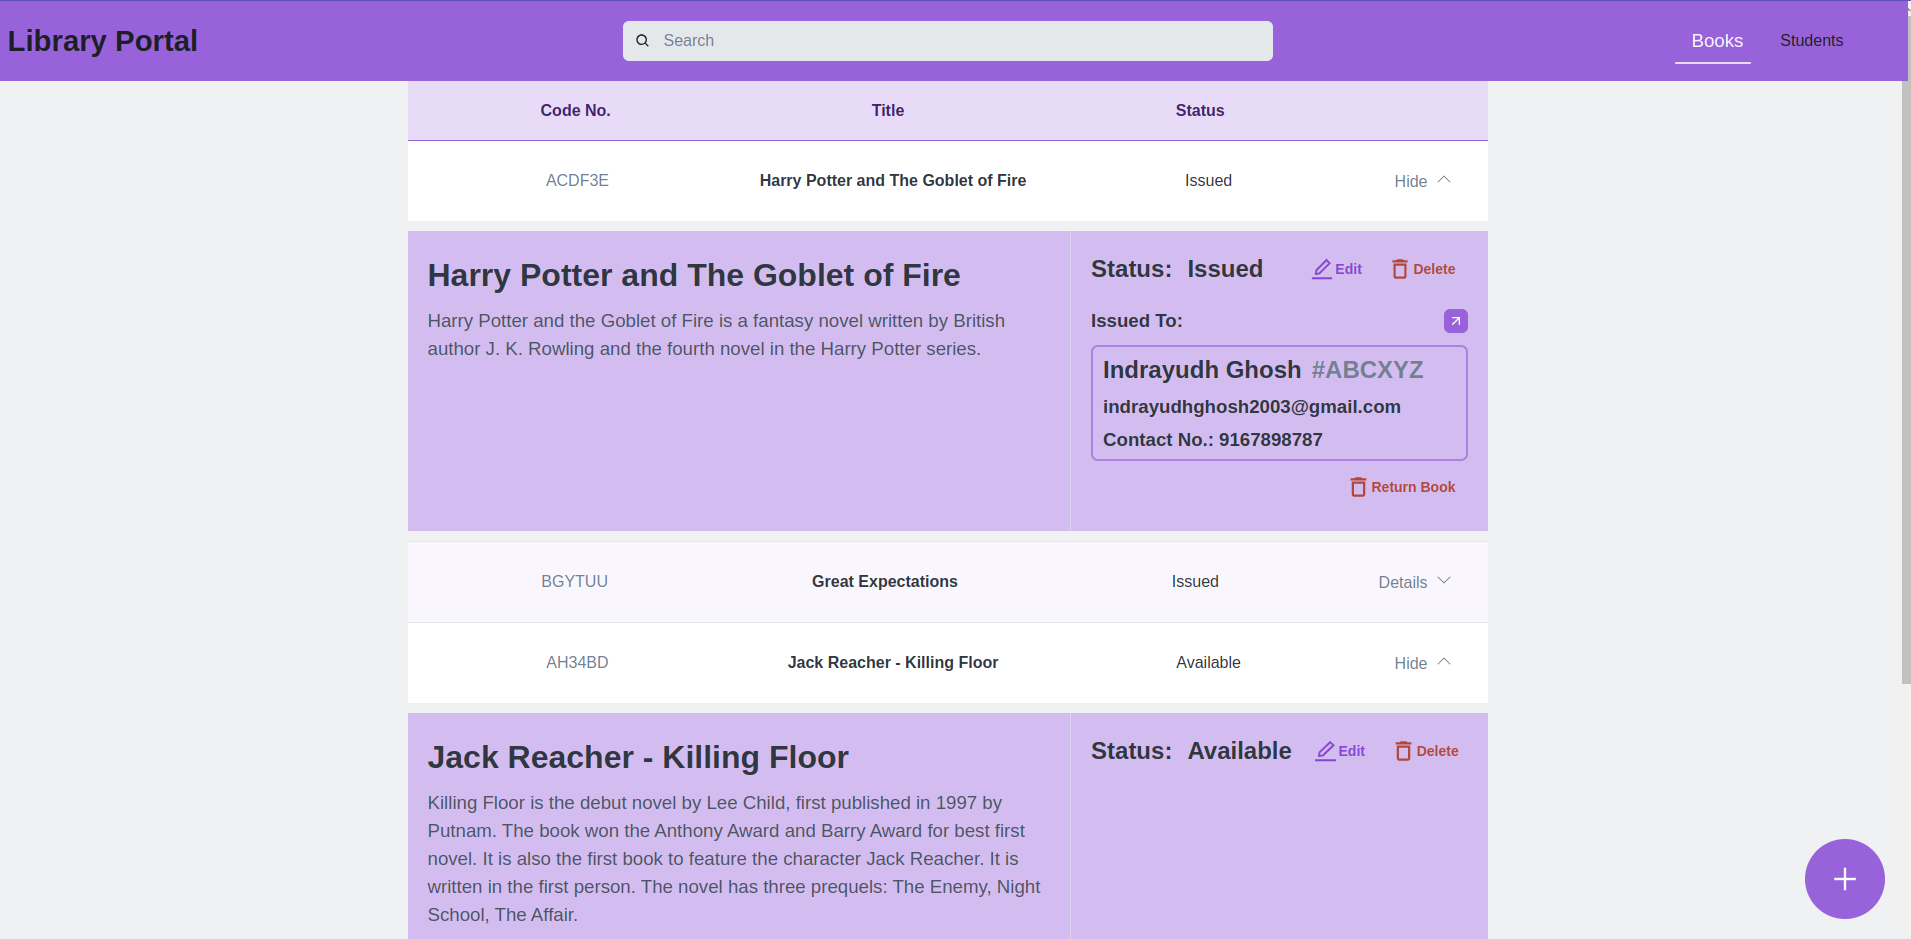 Library Portal
Search
Books
Students
Code No.
Title
Status
ACDF3E
Harry Potter and The Goblet of Fire
Issued
Hide
Harry Potter and The Goblet of Fire
Harry Potter and the Goblet of Fire is a fantasy novel written by British
author J. K. Rowling and the fourth novel in the Harry Potter series.
Status: Issued
Edit
Delete
Issued To:
Indrayudh Ghosh #ABCXYZ
indrayudhghosh2003@gmail.com
Contact No.: 9167898787
Return Book
BGYTUU
Great Expectations
Issued
Details
AH34BD
Jack Reacher - Killing Floor
Available
Hide
Jack Reacher - Killing Floor
Killing Floor is the debut novel by Lee Child, first published in 1997 by
Putnam. The book won the Anthony Award and Barry Award for best first
novel. It is also the first book to feature the character Jack Reacher. It is
written in the first person. The novel has three prequels: The Enemy, Night
School, The Affair.
Status: Available
Edit
Delete